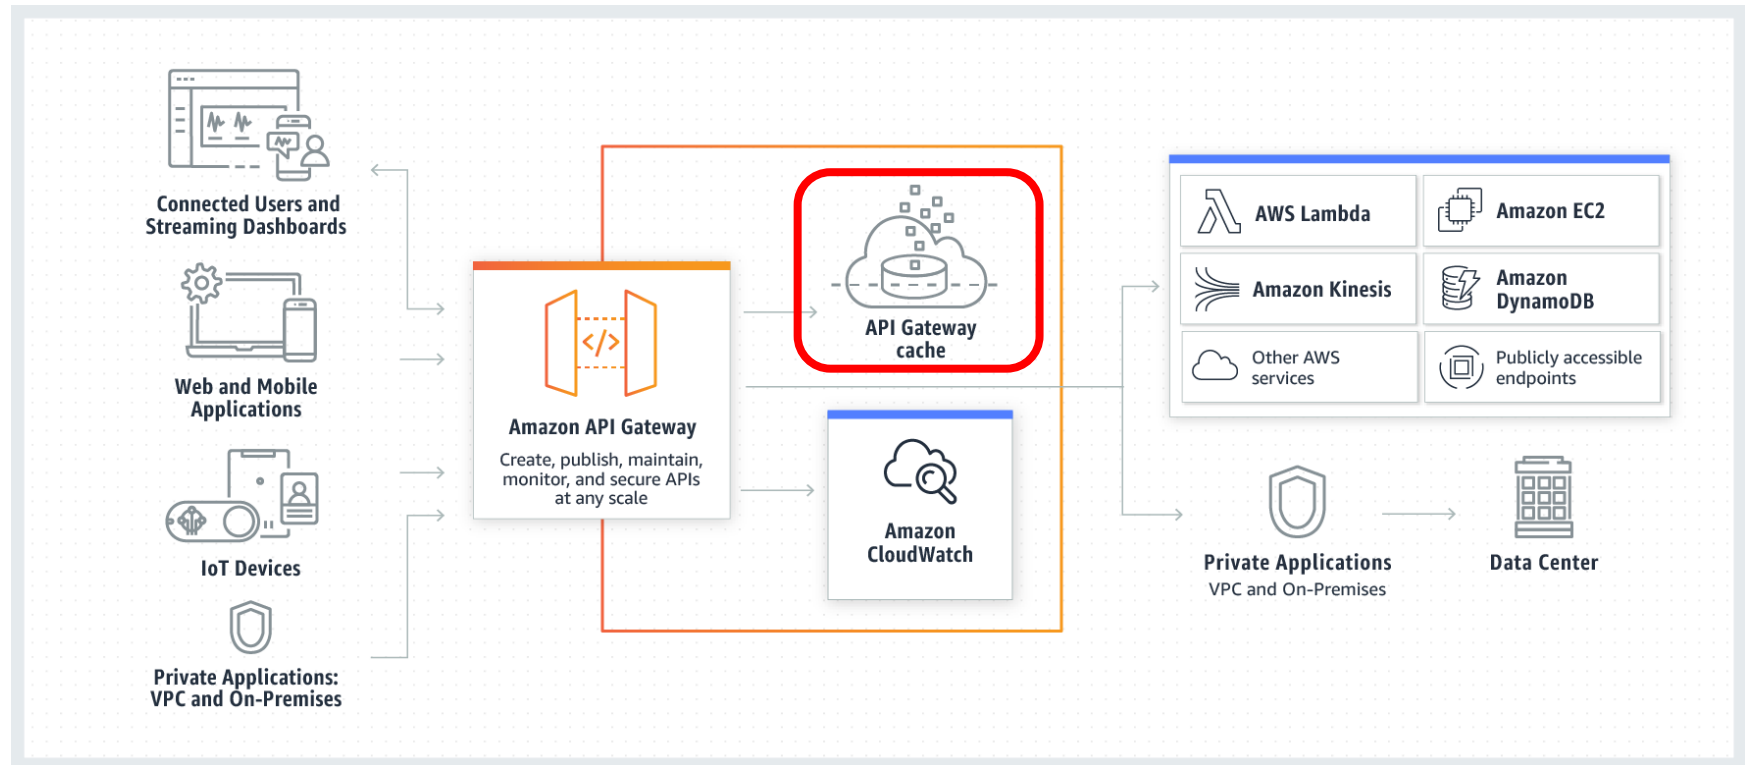 Connected Users and
Streaming Dashboards
Web and Mobile
Applications
IoT Devices
Private Applications:
VPC and On-Premises
</>
Amazon API Gateway
Create, publish, maintain,
monitor, and secure APIs
at any scale
API Gateway
cache
Amazon
CloudWatch
AWS Lambda
Amazon EC2
Amazon Kinesis
Amazon
DynamoDB
Other AWS
services
Publicly accessible
endpoints
Private Applications
VPC and On-Premises
Data Center